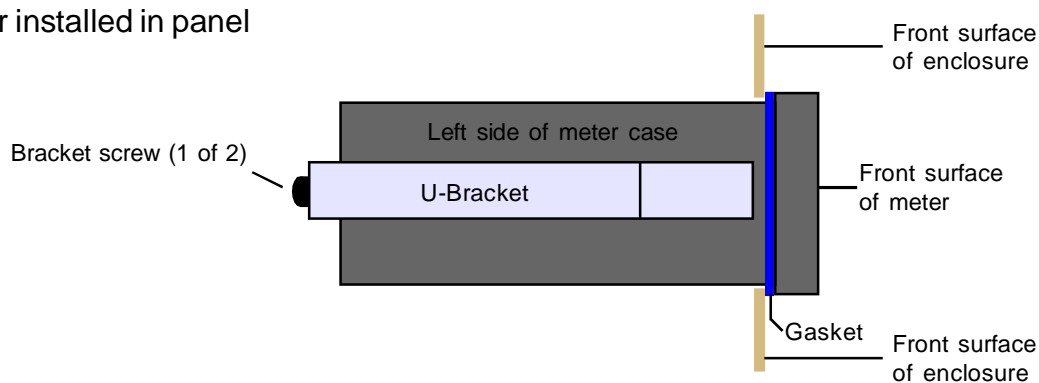 r installed in panel
Front surface
of enclosure
Left side of meter case
Bracket screw (1 of 2)
U-Bracket
Front surface
of meter
Gasket
Front surface
of enclosure